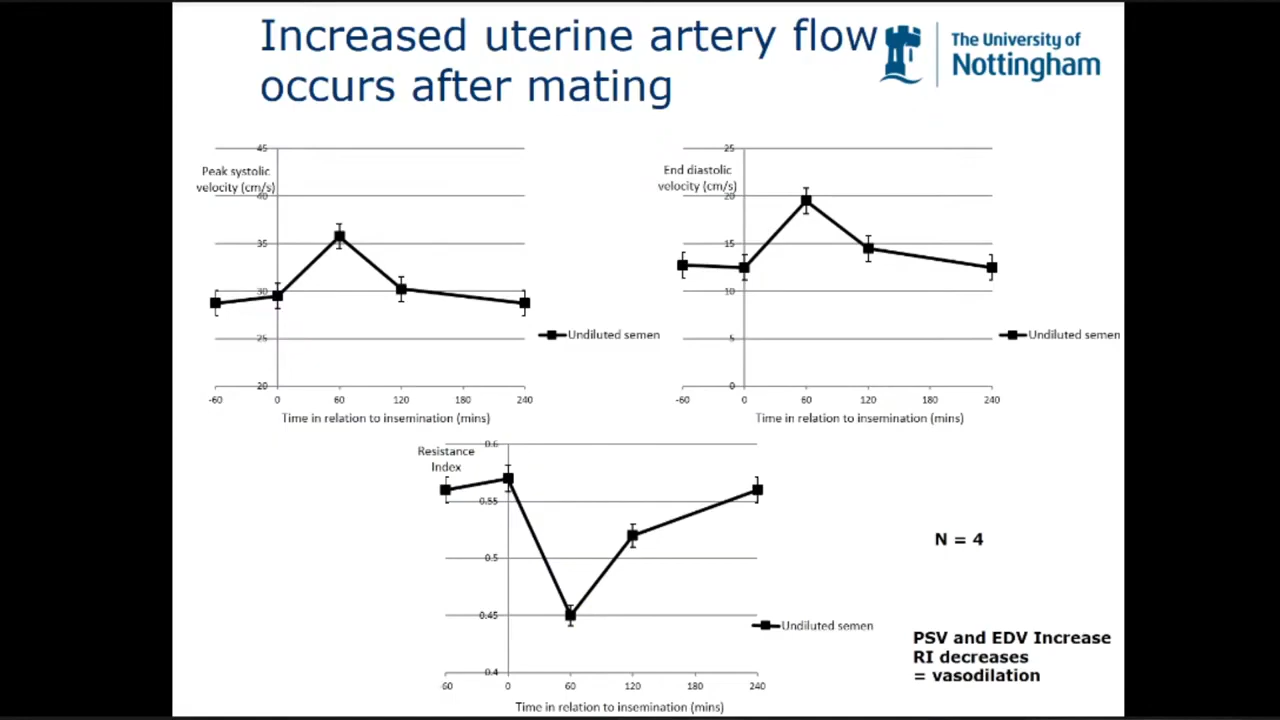 Increased uterine artery flow
occurs after mating
The University of
Nottingham
45
Peak systolic
velocity (cm/s)
40
35
30
25
20
-60 0 60 120 180 240
Time in relation to insemination (mins)
Undiluted semen
25
End diastolic
velocity (cm/s)
20
15
10
5
0
-60 0 60 120 180 240
Time in relation to insemination (mins)
Undiluted semen
0.6
Resistance
Index
0.55
0.5
0.45
0.4
-60 0 60 120 180 240
Time in relation to insemination (mins)
Undiluted semen
N = 4
PSV and EDV Increase
RI decreases
= vasodilation